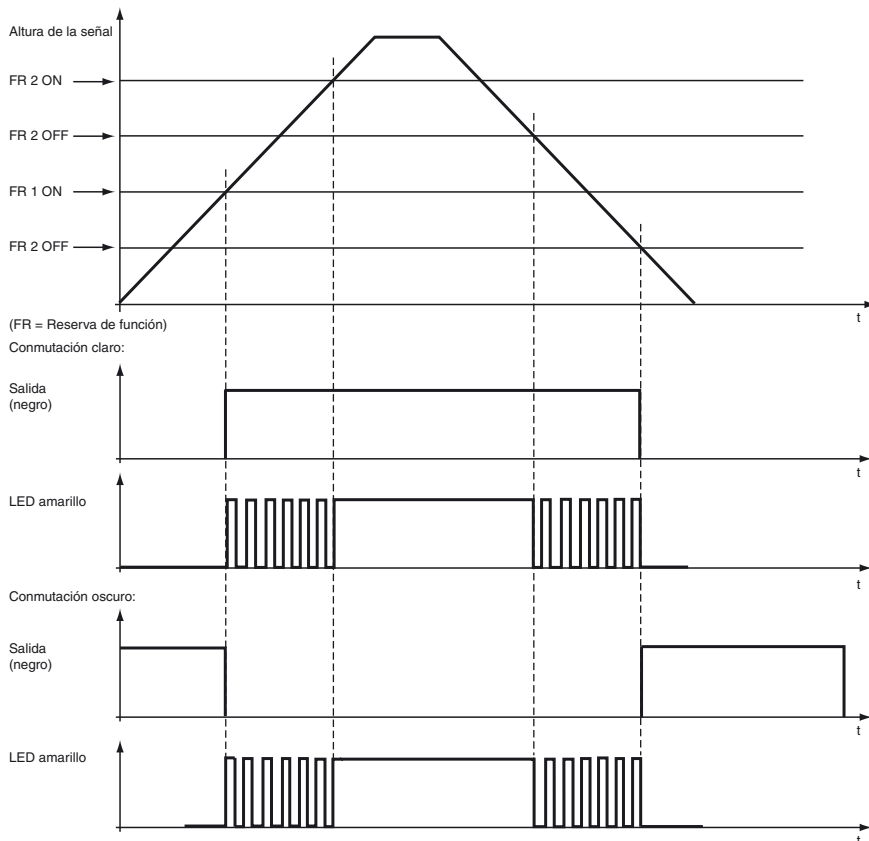 Altura de la señal
FR 2 ON
FR 2 OFF
FR 1 ON
FR 2 OFF
t
(FR = Reserva de función)
Conmutación claro:
Salida
(negro)
t
LED amarillo
t
Conmutación oscuro:
Salida
(negro)
t
LED amarillo
t